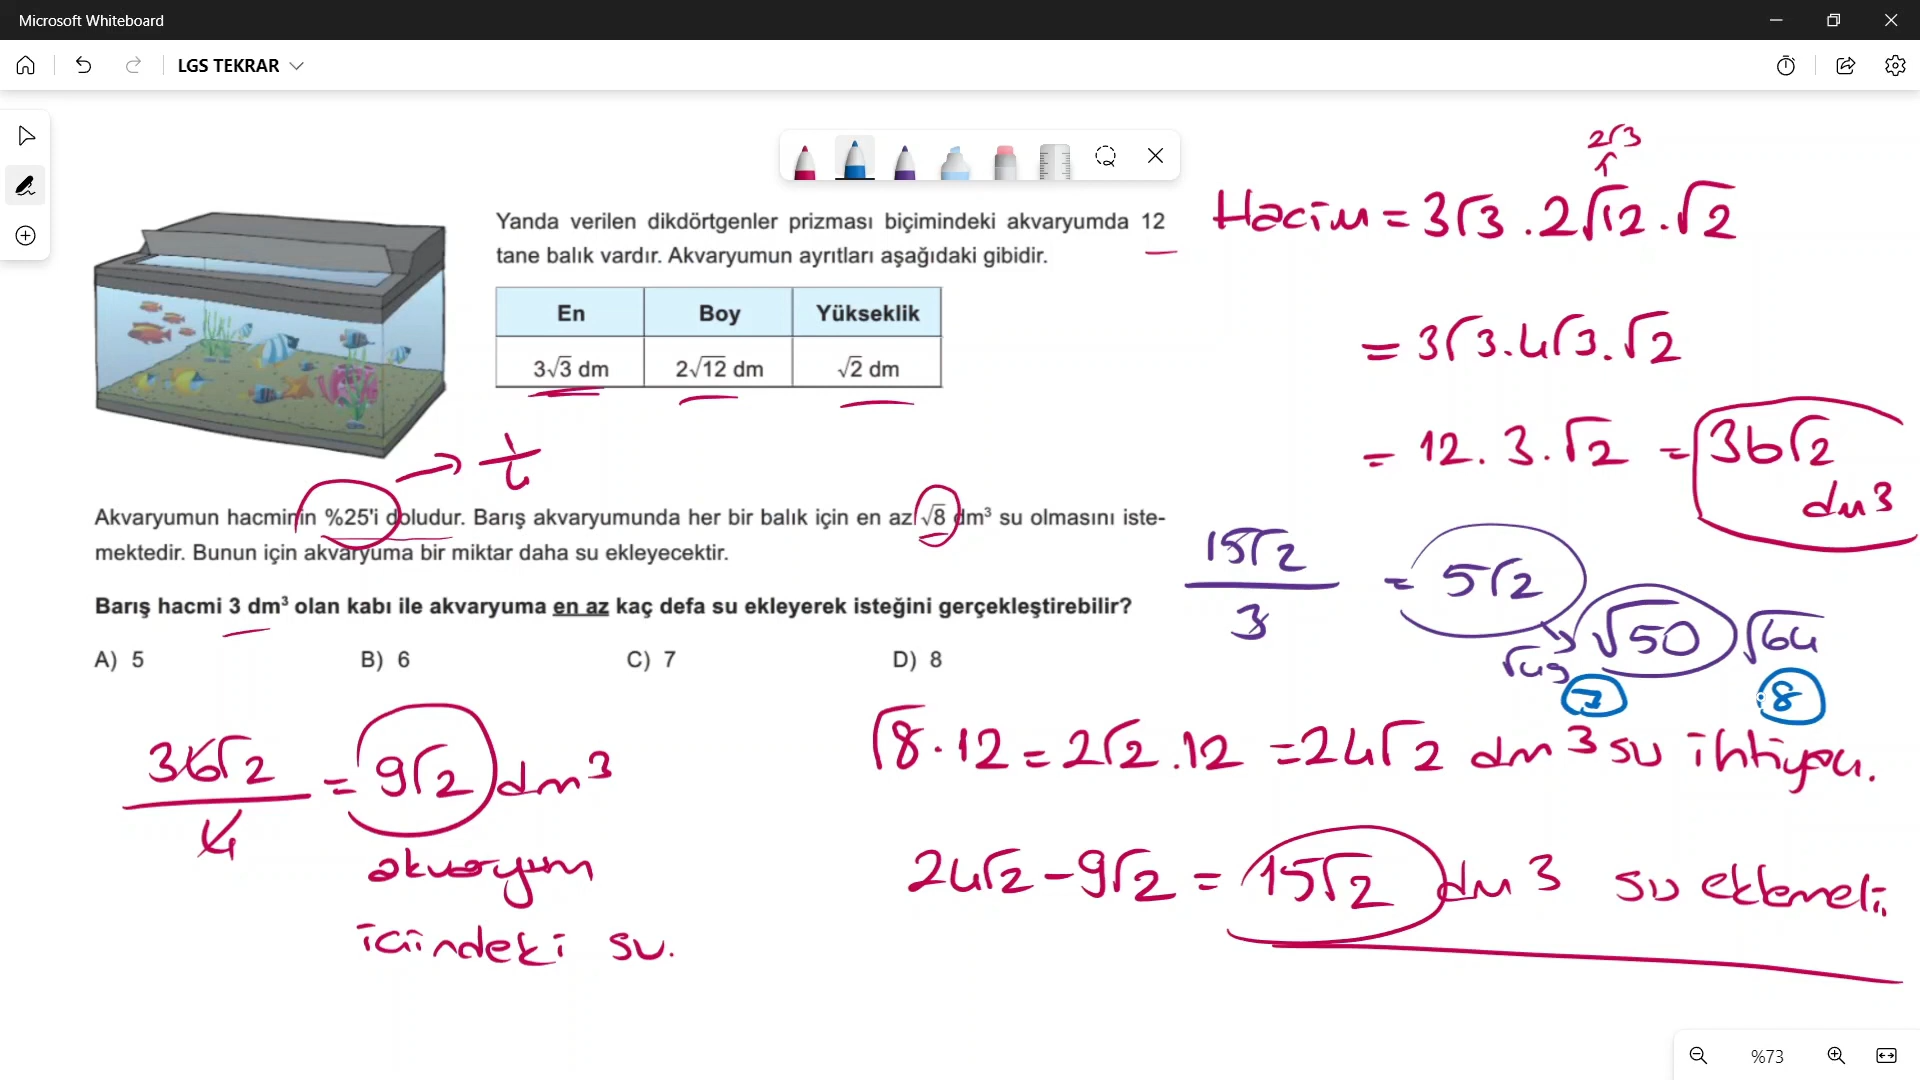 Microsoft Whiteboard
LGS TEKRAR
Yanda verilen dikdörtgenler prizması biçimindeki akvaryumda 12
tane balık vardır. Akvaryumun ayrıtları aşağıdaki gibidir.
En Boy Yükseklik
3√3 dm 2√12 dm √2 dm
1/4
Akvaryumun hacminin %25'i doludur. Barış akvaryumunda her bir balık için en az √8 dm³ su olmasını iste-
mektedir. Bunun için akvaryuma bir miktar daha su ekleyecektir.
Barış hacmi 3 dm³ olan kabı ile akvaryuma en az kaç defa su ekleyerek isteğini gerçekleştirebilir?
A) 5 B) 6 C) 7 D) 8
2√3
Hacim = 3√3 . 2√12 . √2
= 3√3 . 4√3 . √2
= 12 . 3 . √2 = 36√2
dm3
15√2/3 = 5√2
√49 √50 √64
7 8
36√2/4 = 9√2 dm3
akvaryum
içindeki su.
√8 . 12 = 2√2 . 12 = 24√2 dm3 su ihtiyacı.
24√2 - 9√2 = 15√2 dm3 su eklemeli
%73